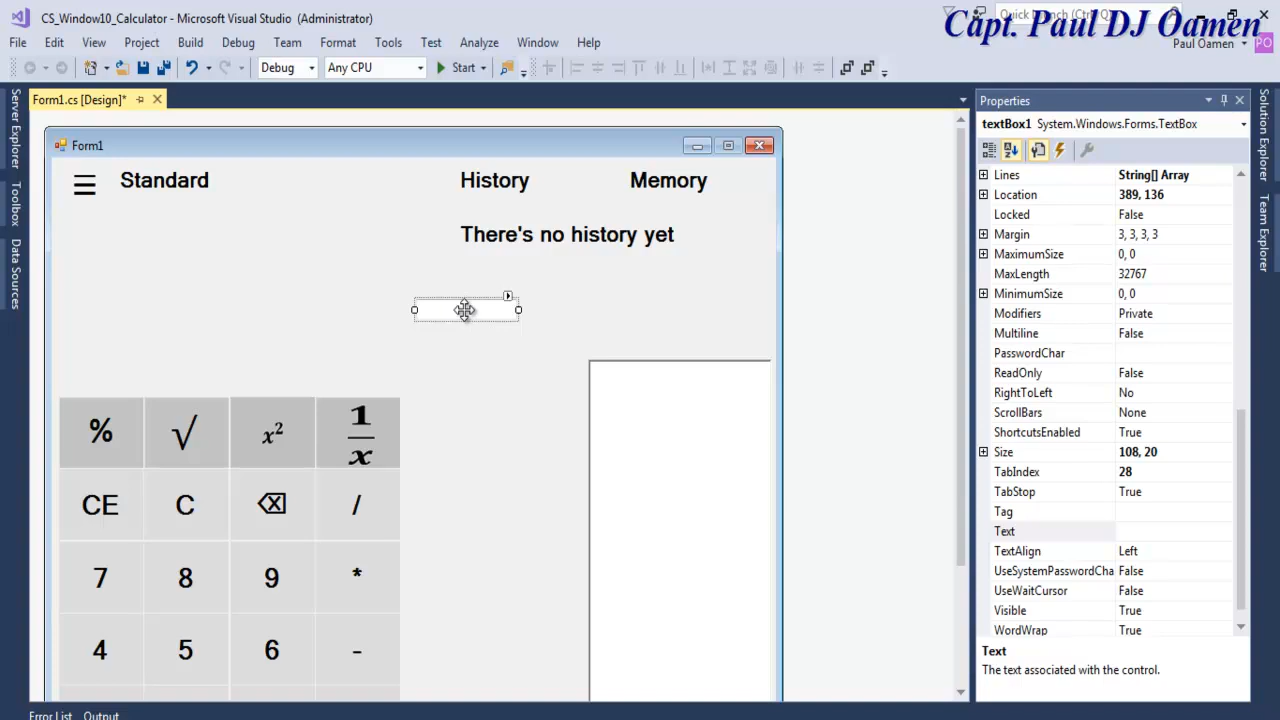 CS_Window10_Calculator - Microsoft Visual Studio (Administrator)
Capt. Paul DJ Oamen
File Edit View Project Build Debug Team Format Tools Test Analyze Window Help
Paul Oamen PO
Debug Any CPU Start
Form1.cs [Design]*
Server Explorer
Toolbox
Data Sources
Form1
Standard History Memory
There's no history yet
% √ x² 1/x
CE C ⌫ /
7 8 9 *
4 5 6 -
Properties
textBox1 System.Windows.Forms.TextBox
Lines String[] Array
Location 389, 136
Locked False
Margin 3, 3, 3, 3
MaximumSize 0, 0
MaxLength 32767
MinimumSize 0, 0
Modifiers Private
Multiline False
PasswordChar
ReadOnly False
RightToLeft No
ScrollBars None
ShortcutsEnabled True
Size 108, 20
TabIndex 28
TabStop True
Tag
Text
TextAlign Left
UseSystemPasswordCha False
UseWaitCursor False
Visible True
WordWrap True
Text
The text associated with the control.
Solution Explorer
Team Explorer
Error List Output